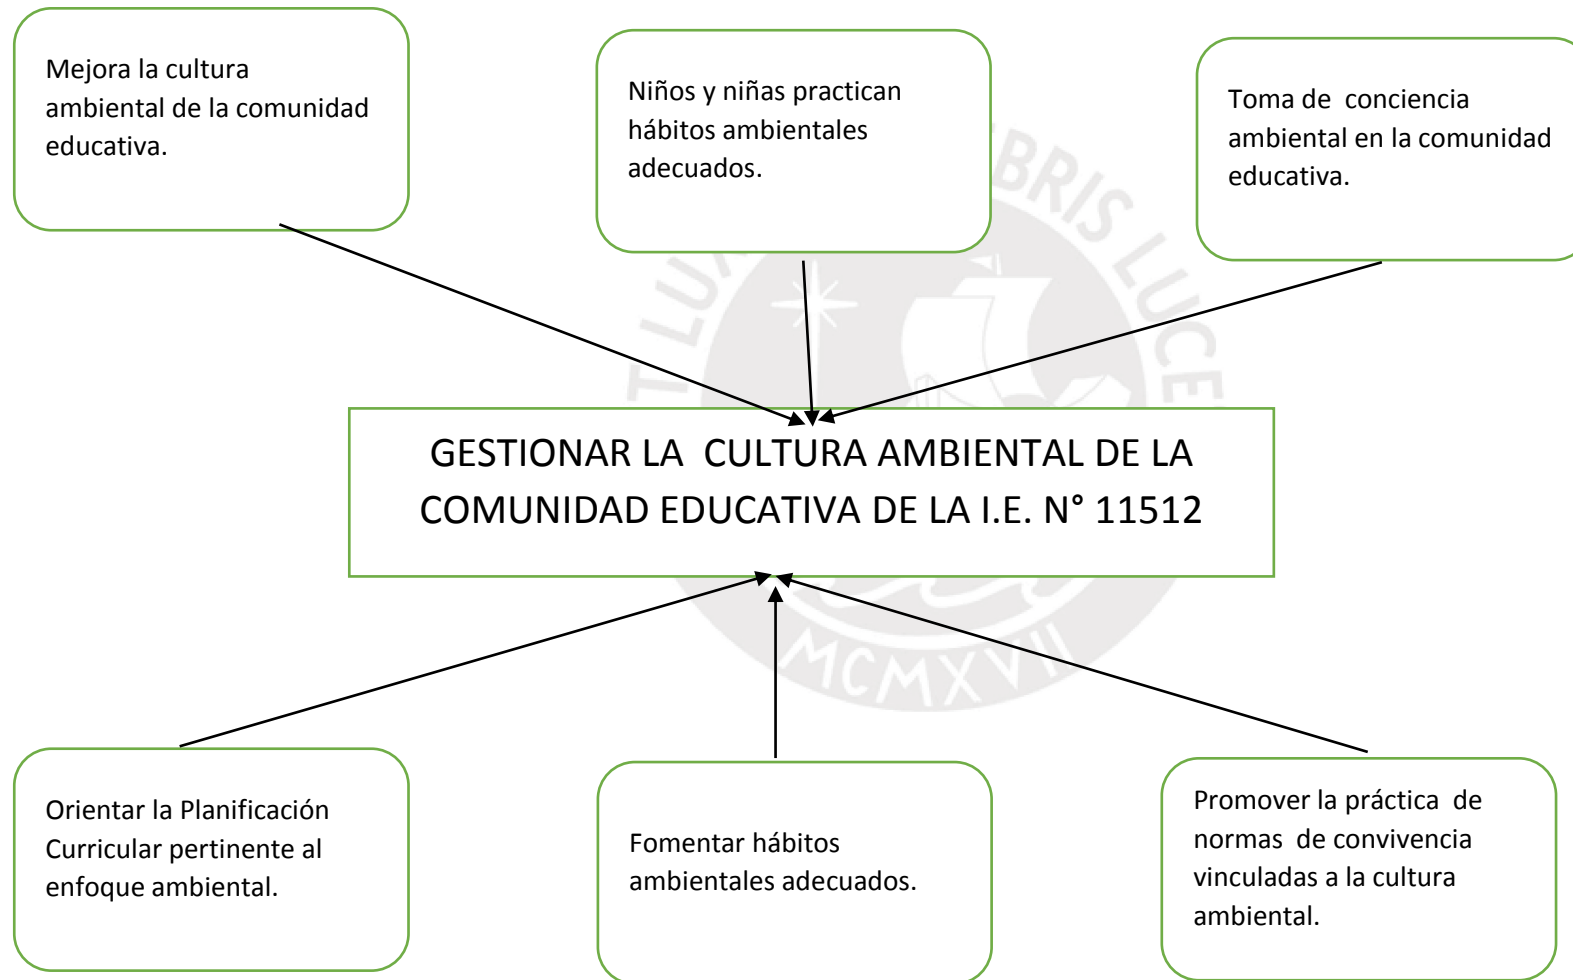 Mejora la cultura
ambiental de la comunidad
educativa.
Niños y niñas practican
hábitos ambientales
adecuados.
Toma de  conciencia
ambiental en la comunidad
educativa.
GESTIONAR LA  CULTURA AMBIENTAL DE LA
COMUNIDAD EDUCATIVA DE LA I.E. N° 11512
Orientar la Planificación
Curricular pertinente al
enfoque ambiental.
Fomentar hábitos
ambientales adecuados.
Promover la práctica  de
normas  de convivencia
vinculadas a la cultura
ambiental.
MCMXVII